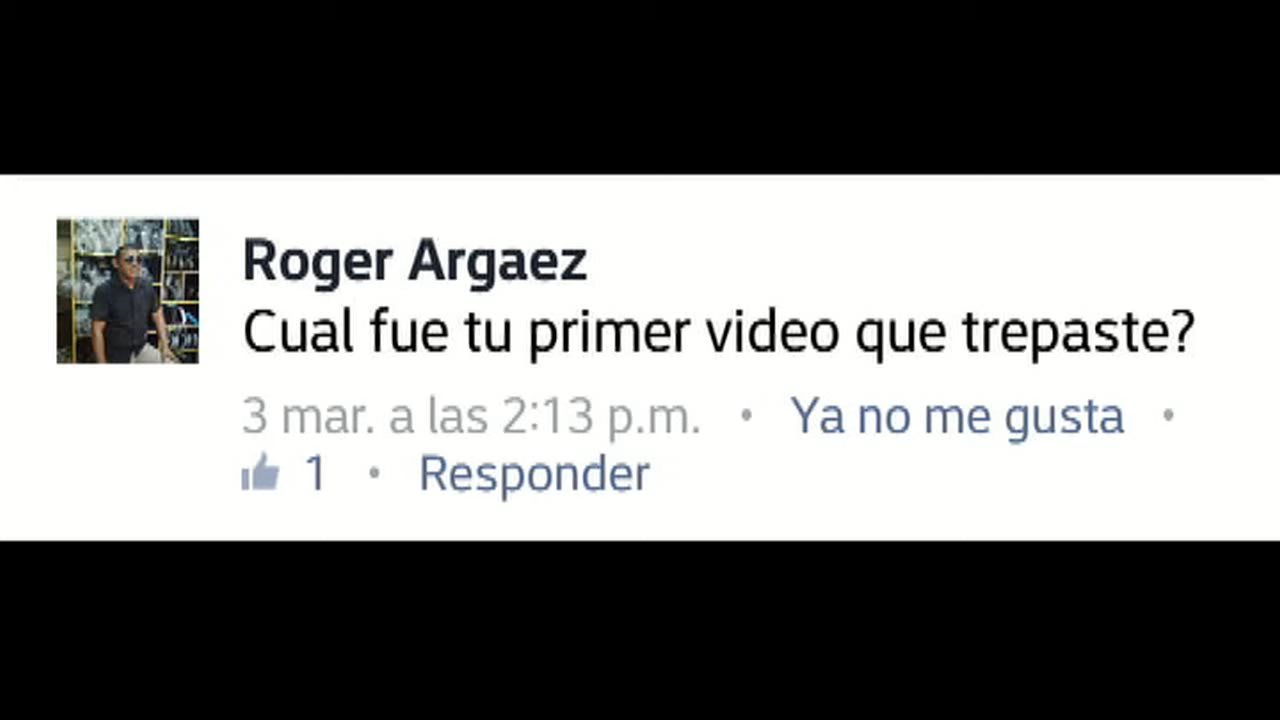 Roger Argaez
Cual fue tu primer video que trepaste?
3 mar. a las 2:13 p.m. • Ya no me gusta •
1 • Responder